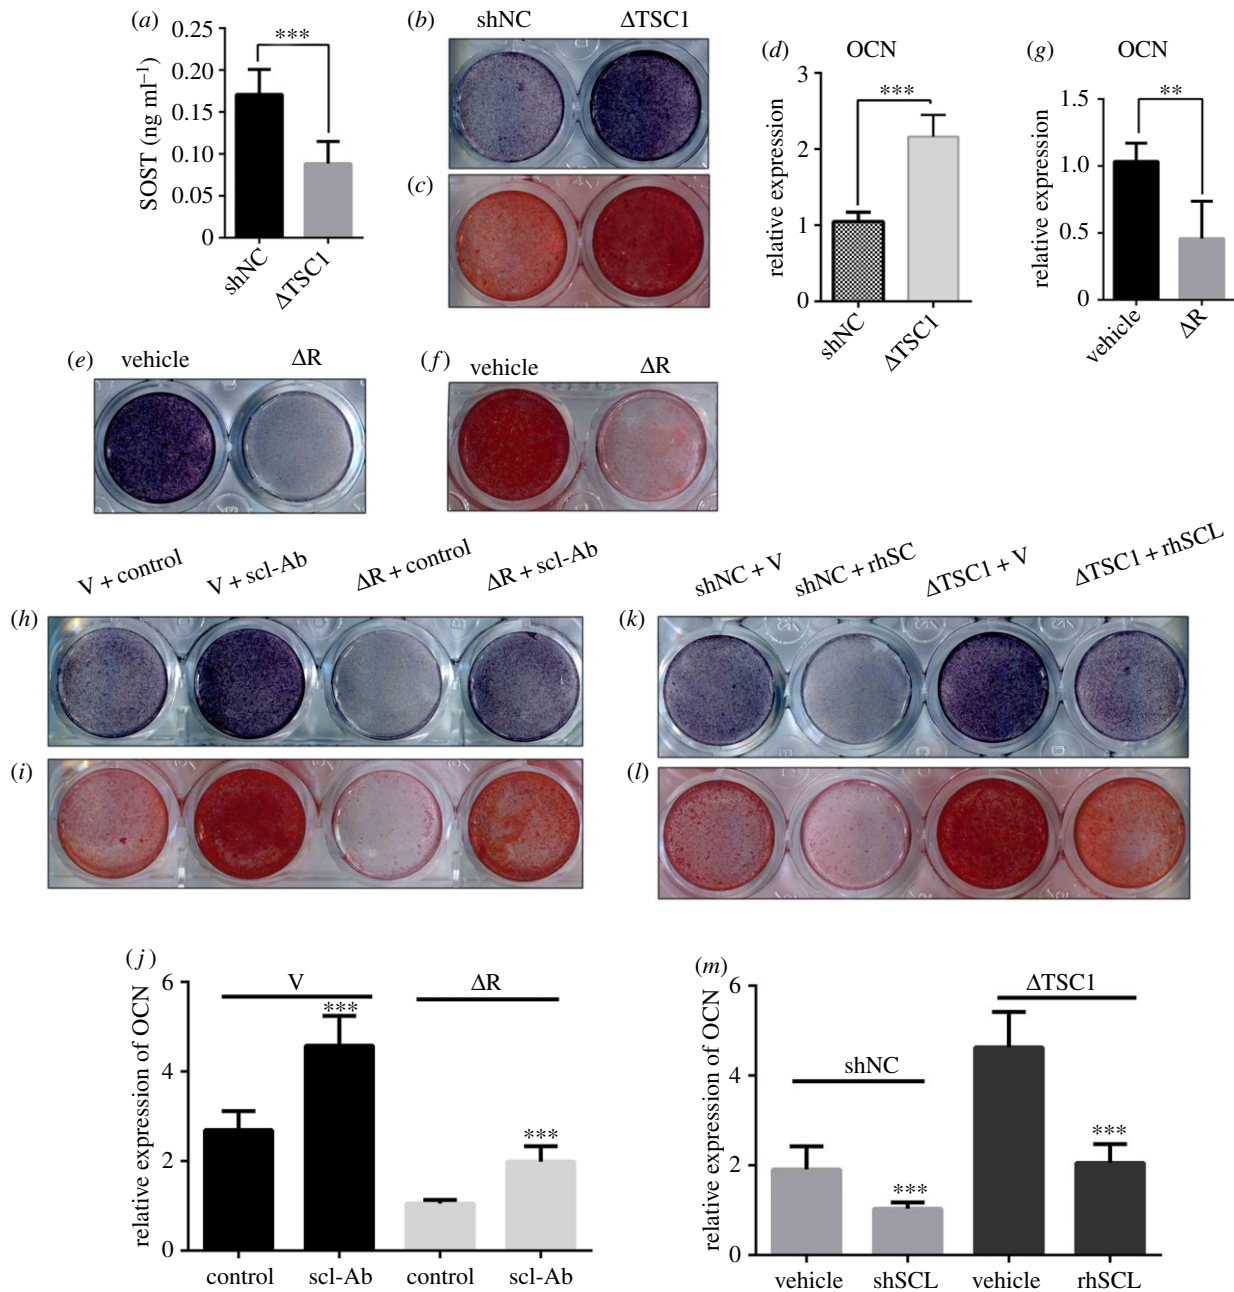 (a)
***
SOST (ng ml⁻¹)
0.25
0.20
0.15
0.10
0.05
0
shNC
ΔTSC1
(b)
shNC
ΔTSC1
(c)
(d)
OCN
***
relative expression
3
2
1
0
shNC
ΔTSC1
(g)
OCN
**
relative expression
1.5
1.0
0.5
0
vehicle
ΔR
(e)
vehicle
ΔR
(f)
vehicle
ΔR
V + control
V + scl-Ab
ΔR + control
ΔR + scl-Ab
(h)
(i)
shNC + V
shNC + rhSC
ΔTSC1 + V
ΔTSC1 + rhSCL
(k)
(l)
(j)
V
ΔR
***
***
relative expression of OCN
6
4
2
0
control
scl-Ab
control
scl-Ab
(m)
ΔTSC1
shNC
***
***
relative expression of OCN
6
4
2
0
vehicle
shSCL
vehicle
rhSCL